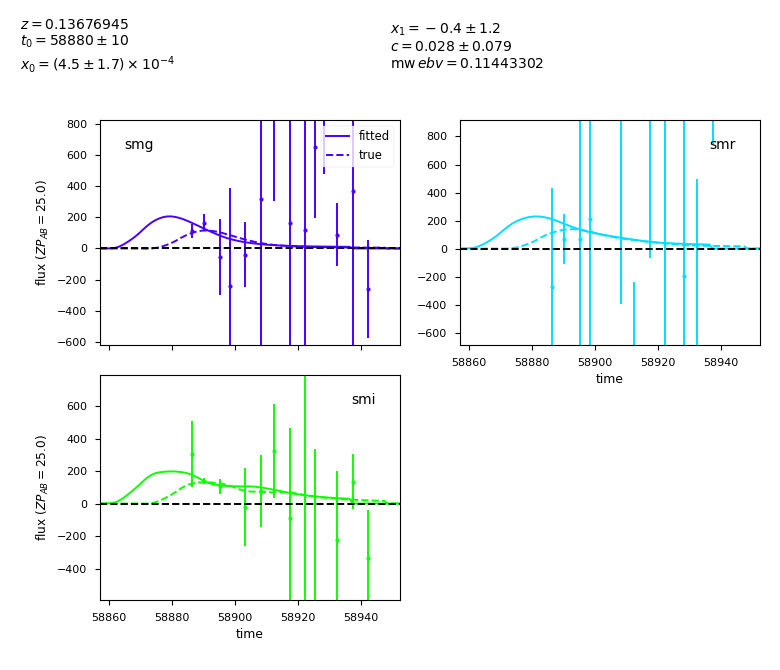 z = 0.13676945
t₀ = 58880 ± 10
x₀ = (4.5 ± 1.7) × 10⁻⁴
x₁ = −0.4 ± 1.2
c = 0.028 ± 0.079
mw ebv = 0.11443302
smg
fitted
true
flux (ZP_AB = 25.0)
800
600
400
200
0
−200
−400
−600
smr
800
600
400
200
0
−200
−400
−600
58860 58880 58900 58920 58940
time
smi
flux (ZP_AB = 25.0)
600
400
200
0
−200
−400
58860 58880 58900 58920 58940
time